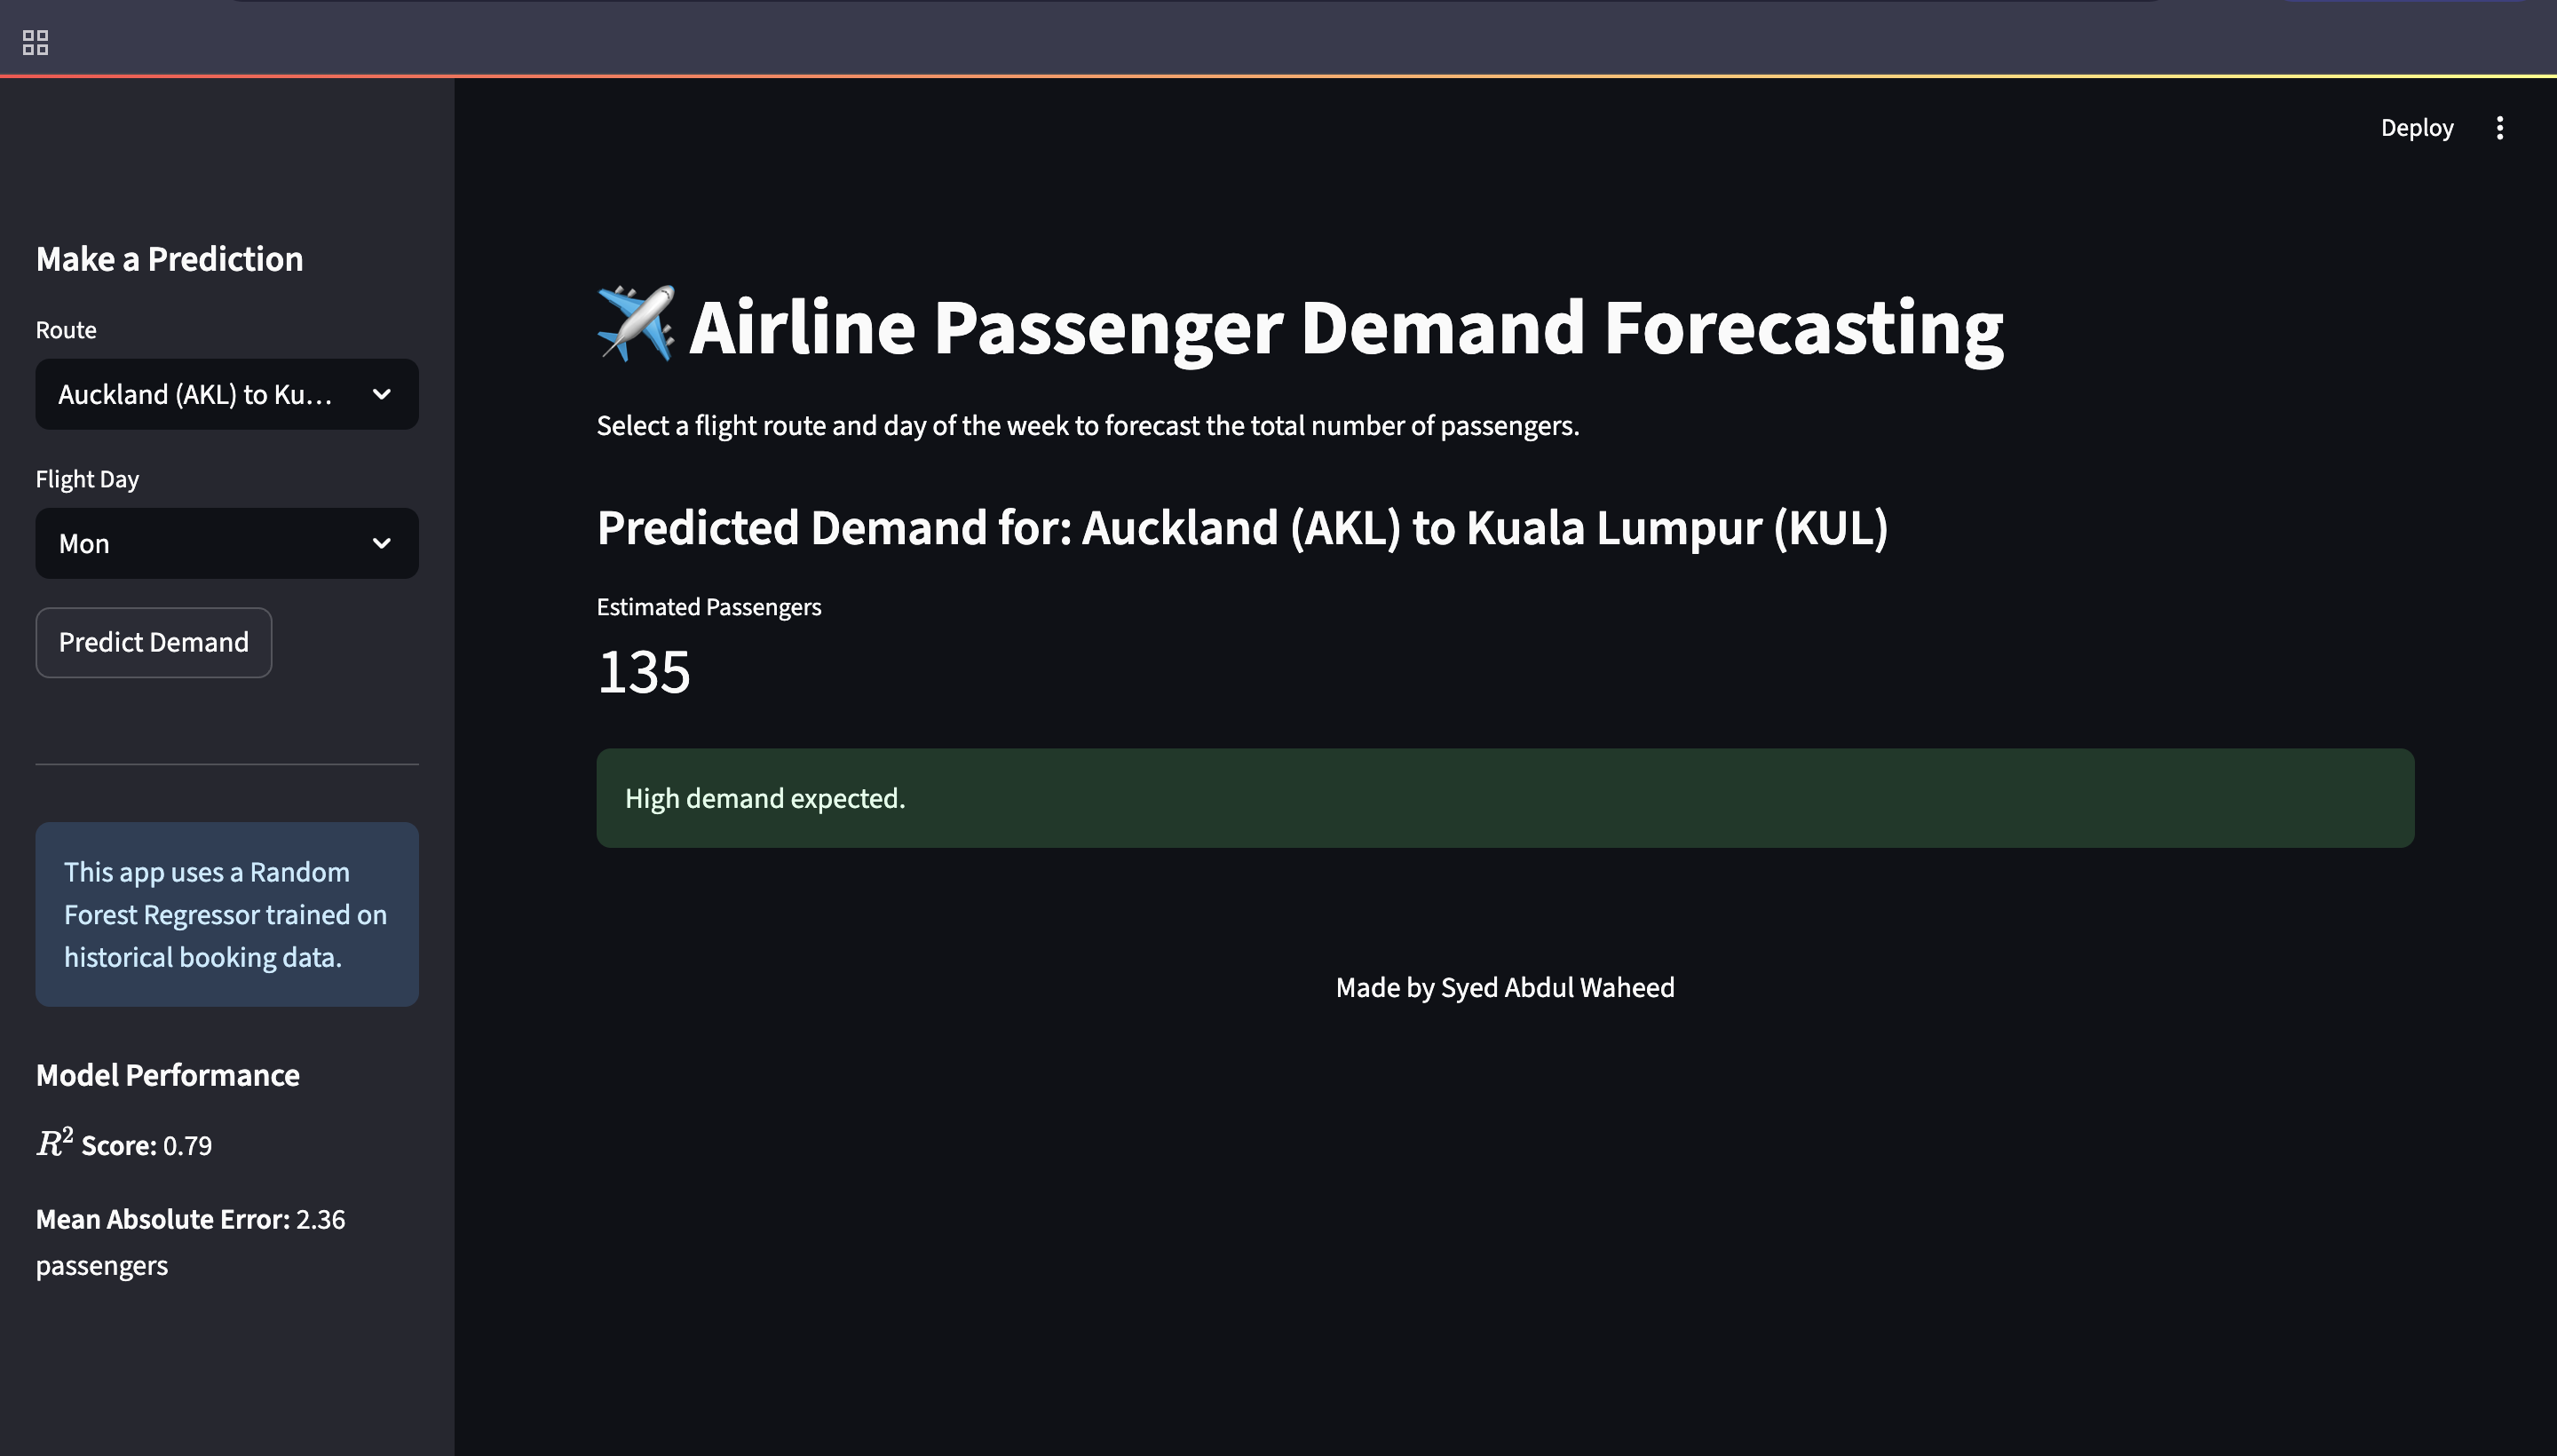 Deploy
Make a Prediction
Route
Auckland (AKL) to Ku...
Flight Day
Mon
Predict Demand
This app uses a Random
Forest Regressor trained on
historical booking data.
Model Performance
R² Score: 0.79
Mean Absolute Error: 2.36
passengers
Airline Passenger Demand Forecasting
Select a flight route and day of the week to forecast the total number of passengers.
Predicted Demand for: Auckland (AKL) to Kuala Lumpur (KUL)
Estimated Passengers
135
High demand expected.
Made by Syed Abdul Waheed